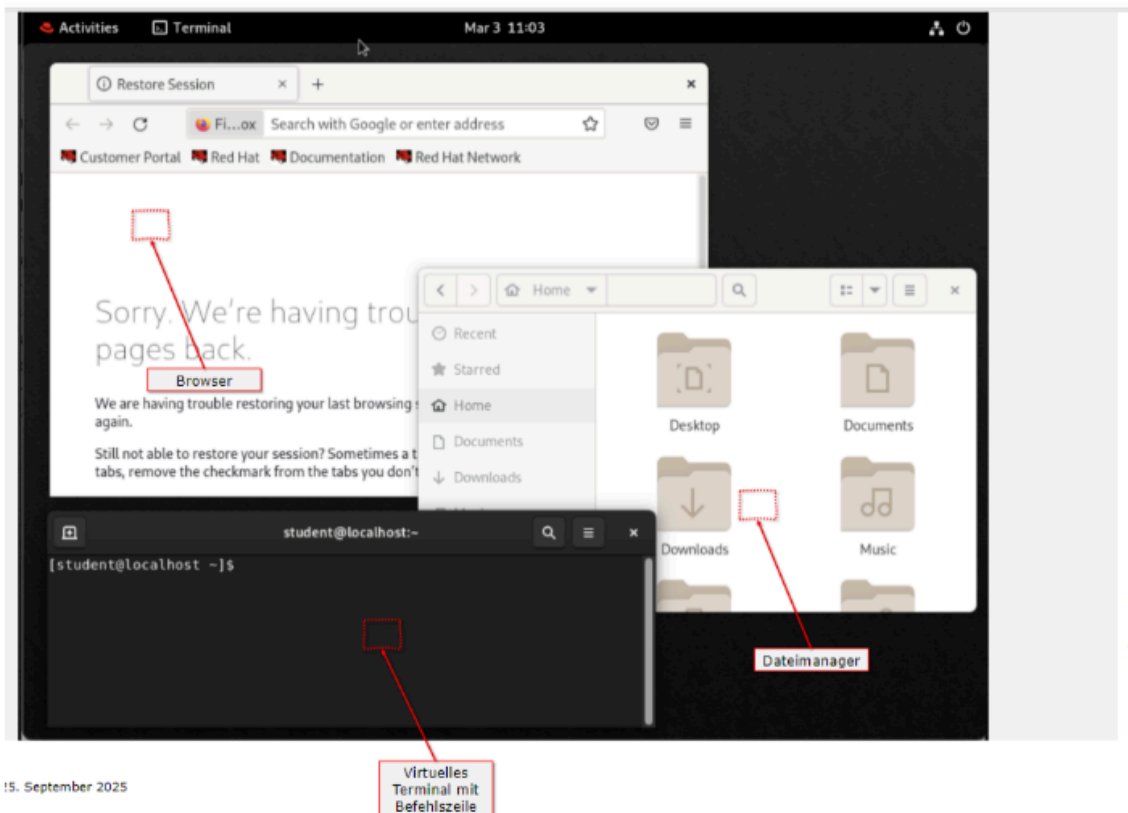 Activities Terminal Mar 3 11:03
Restore Session
Fi...ox Search with Google or enter address
Customer Portal Red Hat Documentation Red Hat Network
Sorry. We're having trou
pages back.
Browser
We are having trouble restoring your last browsing
again.
Still not able to restore your session? Sometimes a t
tabs, remove the checkmark from the tabs you don't
Home
Recent
Starred
Home
Documents
Downloads
Desktop Documents
Downloads Music
student@localhost:~
[student@localhost ~]$
Dateimanager
Virtuelles
Terminal mit
Befehlszeile
5. September 2025